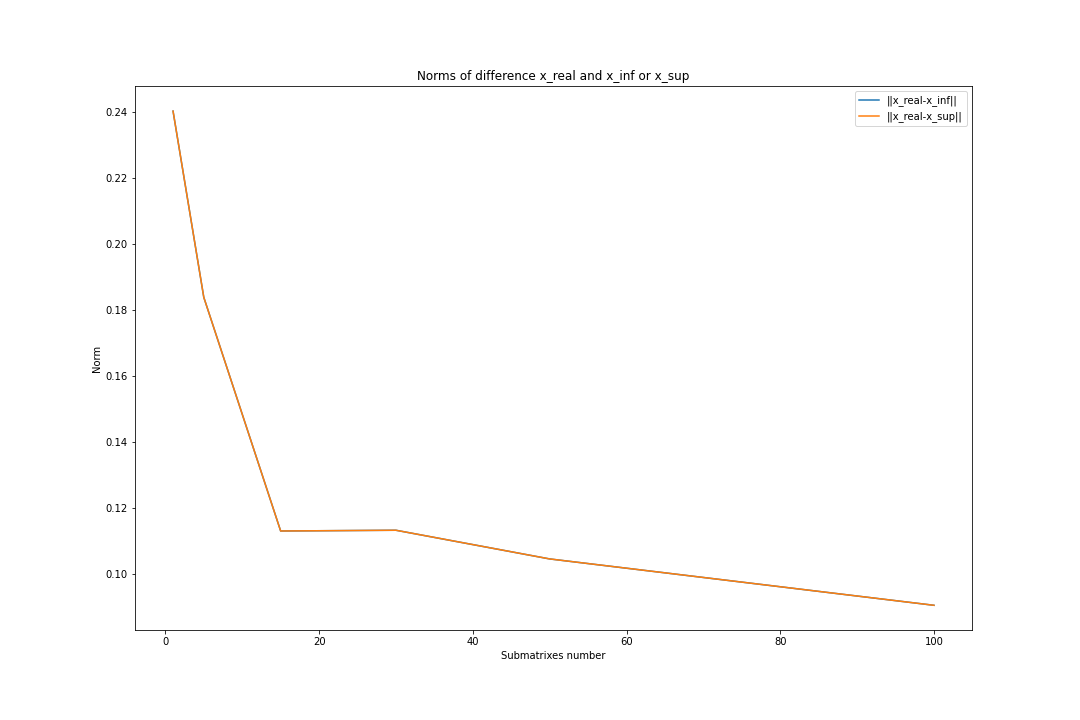 Norms of difference x_real and x_inf or x_sup
||x_real-x_inf||
||x_real-x_sup||
Norm
0.24
0.22
0.20
0.18
0.16
0.14
0.12
0.10
0
20
40
60
80
100
Submatrixes number